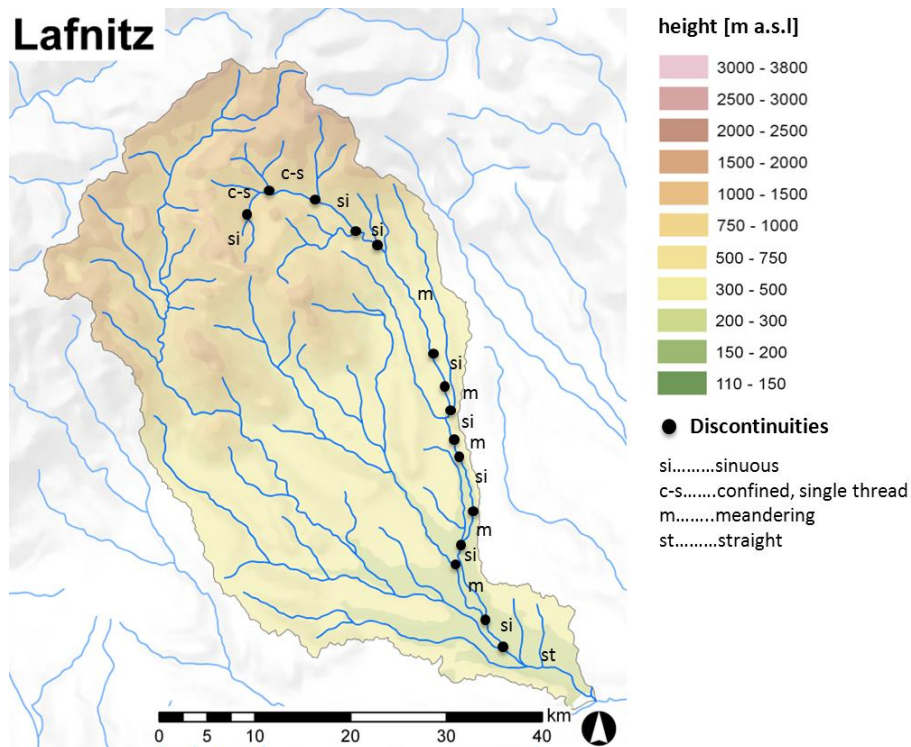 Lafnitz
height [m a.s.l]
3000 - 3800
2500 - 3000
2000 - 2500
1500 - 2000
1000 - 1500
750 - 1000
500 - 750
300 - 500
200 - 300
150 - 200
110 - 150
Discontinuities
si.........sinuous
c-s.......confined, single thread
m........meandering
st.........straight
c-s
c-s
si
si
si
m
si
m
si
m
si
m
si
m
si
st
0 5 10 20 30 40 km